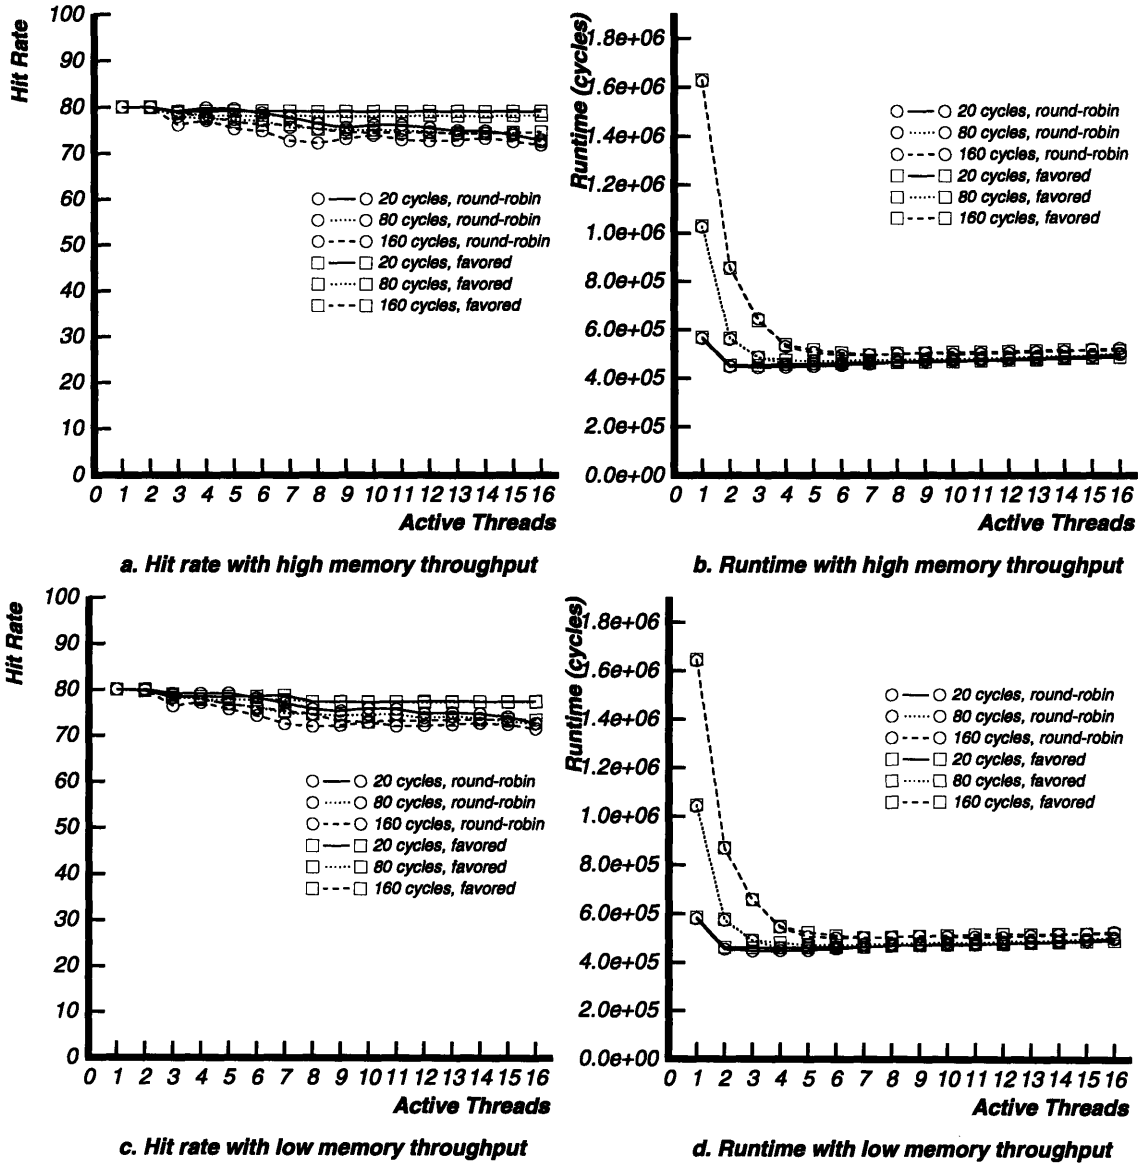 Hit Rate
100
90
80
70
60
50
40
30
20
10
0
20 cycles, round-robin
80 cycles, round-robin
160 cycles, round-robin
20 cycles, favored
80 cycles, favored
160 cycles, favored
0 1 2 3 4 5 6 7 8 9 10 11 12 13 14 15 16
Active Threads
a. Hit rate with high memory throughput
Runtime (cycles)
1.8e+06
1.6e+06
1.4e+06
1.2e+06
1.0e+06
8.0e+05
6.0e+05
4.0e+05
2.0e+05
0.0e+00
20 cycles, round-robin
80 cycles, round-robin
160 cycles, round-robin
20 cycles, favored
80 cycles, favored
160 cycles, favored
0 1 2 3 4 5 6 7 8 9 10 11 12 13 14 15 16
Active Threads
b. Runtime with high memory throughput
Hit Rate
100
90
80
70
60
50
40
30
20
10
0
20 cycles, round-robin
80 cycles, round-robin
160 cycles, round-robin
20 cycles, favored
80 cycles, favored
160 cycles, favored
0 1 2 3 4 5 6 7 8 9 10 11 12 13 14 15 16
Active Threads
c. Hit rate with low memory throughput
Runtime (cycles)
1.8e+06
1.6e+06
1.4e+06
1.2e+06
1.0e+06
8.0e+05
6.0e+05
4.0e+05
2.0e+05
0.0e+00
20 cycles, round-robin
80 cycles, round-robin
160 cycles, round-robin
20 cycles, favored
80 cycles, favored
160 cycles, favored
0 1 2 3 4 5 6 7 8 9 10 11 12 13 14 15 16
Active Threads
d. Runtime with low memory throughput